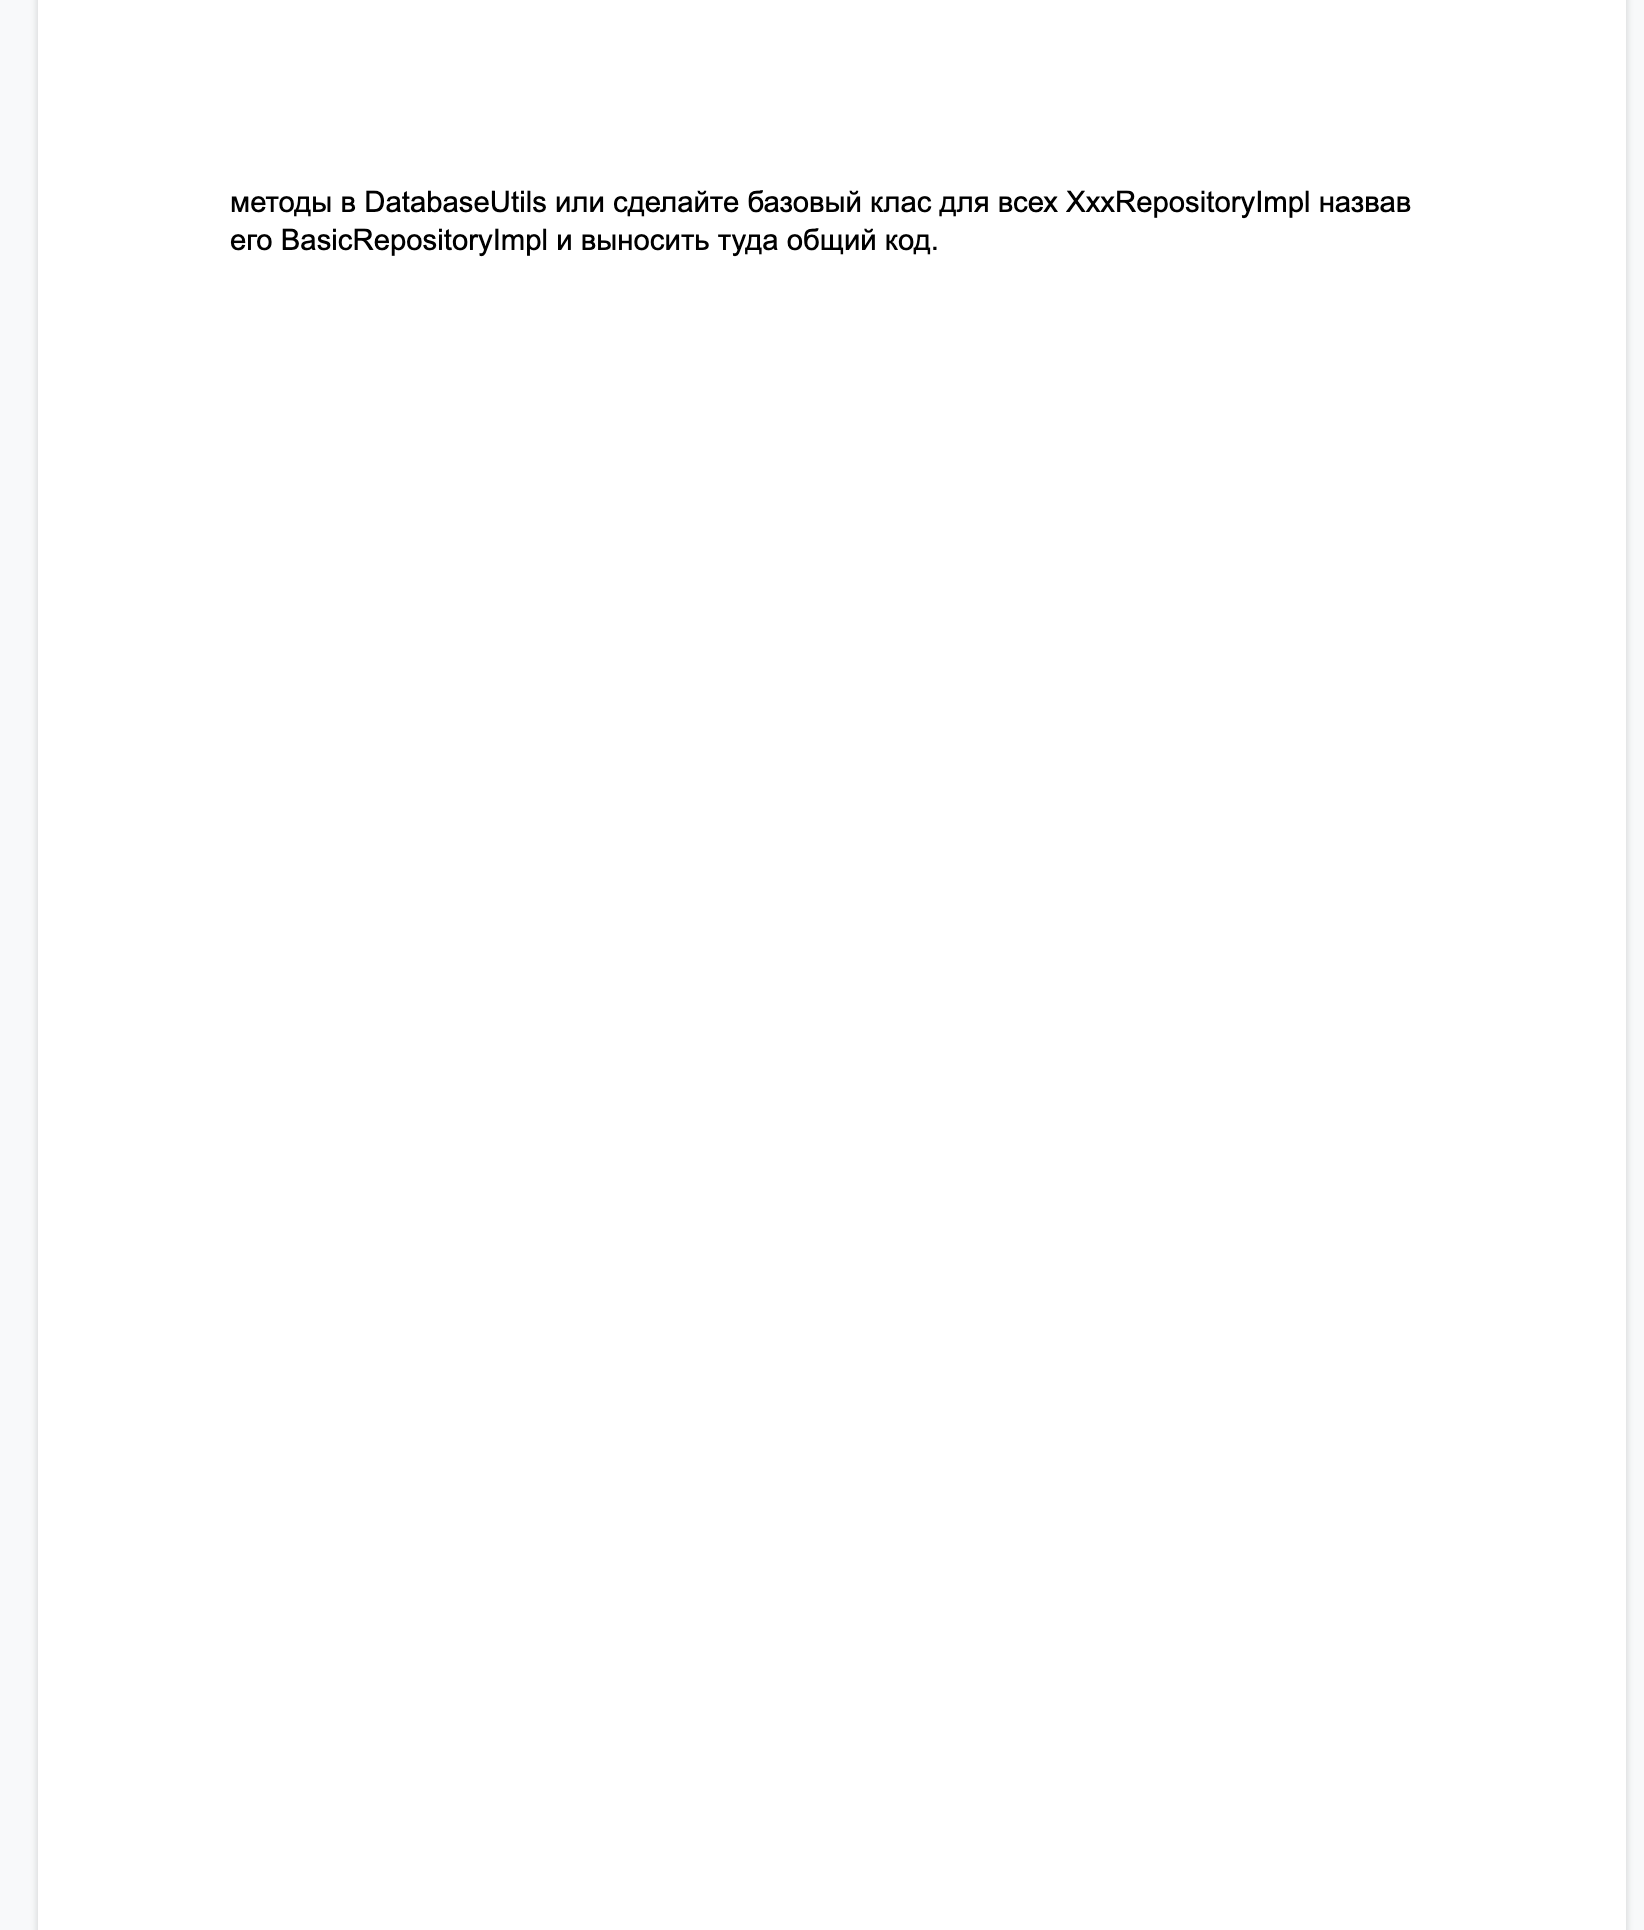 методы в DatabaseUtils или сделайте базовый клас для всех XxxRepositoryImpl назвав
его BasicRepositoryImpl и выносить туда общий код.